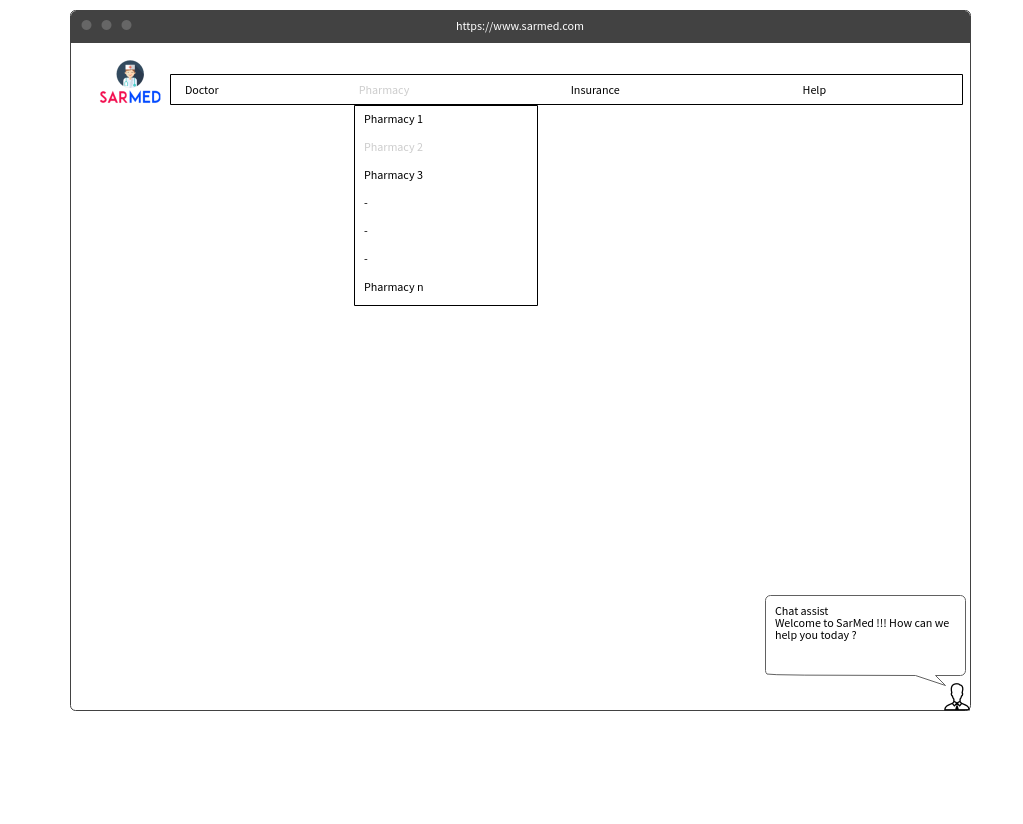 https://www.sarmed.com
SARMED
Doctor Pharmacy Insurance Help
Pharmacy 1
Pharmacy 2
Pharmacy 3
-
-
-
Pharmacy n
Chat assist
Welcome to SarMed !!! How can we
help you today ?